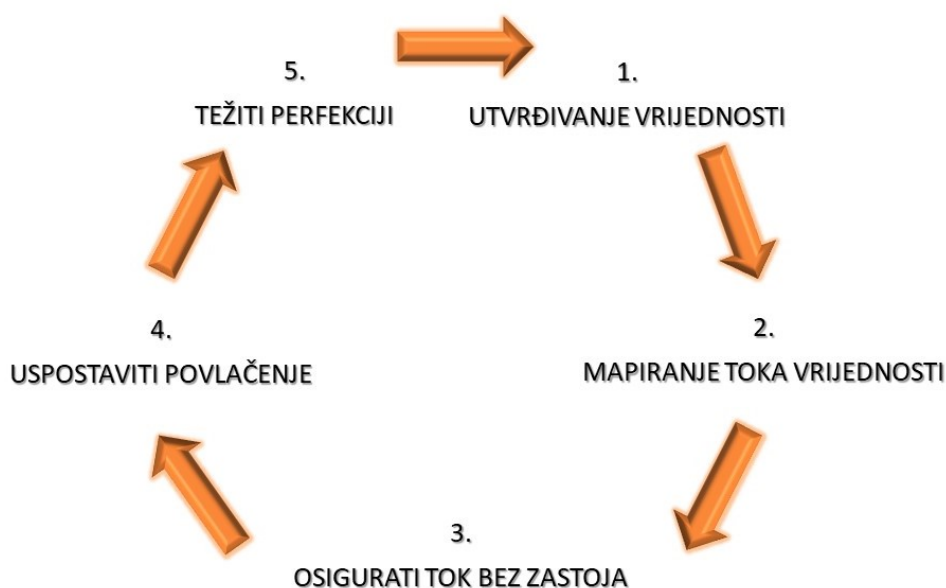 1.
UTVRĐIVANJE VRIJEDNOSTI
2.
MAPIRANJE TOKA VRIJEDNOSTI
3.
OSIGURATI TOK BEZ ZASTOJA
4.
USPOSTAVITI POVLAČENJE
5.
TEŽITI PERFEKCIJI